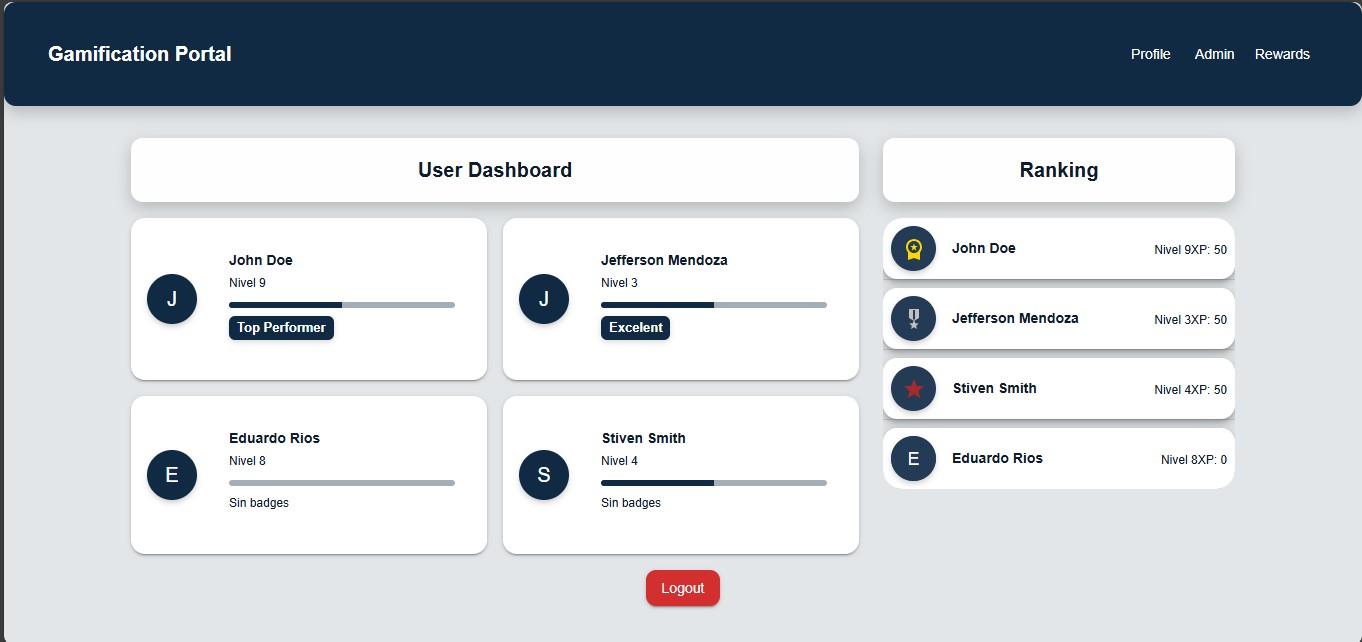 Gamification Portal
Profile Admin Rewards
User Dashboard
J
John Doe
Nivel 9
Top Performer
J
Jefferson Mendoza
Nivel 3
Excelent
E
Eduardo Rios
Nivel 8
Sin badges
S
Stiven Smith
Nivel 4
Sin badges
Ranking
John Doe Nivel 9XP: 50
Jefferson Mendoza Nivel 3XP: 50
Stiven Smith Nivel 4XP: 50
E Eduardo Rios Nivel 8XP: 0
Logout